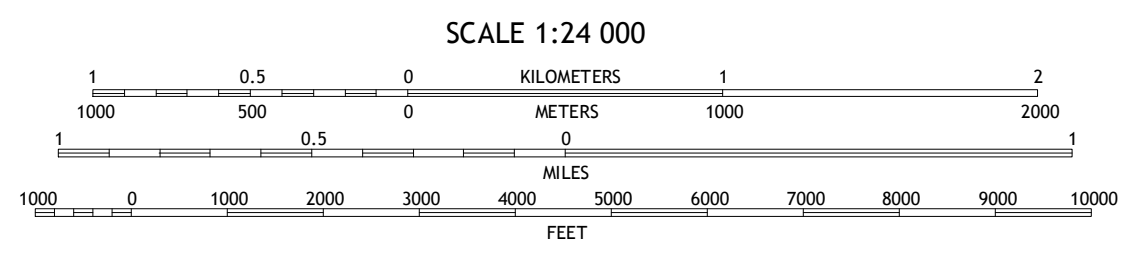 SCALE 1:24 000
1 0.5 0 KILOMETERS 1 2
1000 500 0 METERS 1000 2000
1 0.5 0 1
MILES
1000 0 1000 2000 3000 4000 5000 6000 7000 8000 9000 10000
FEET